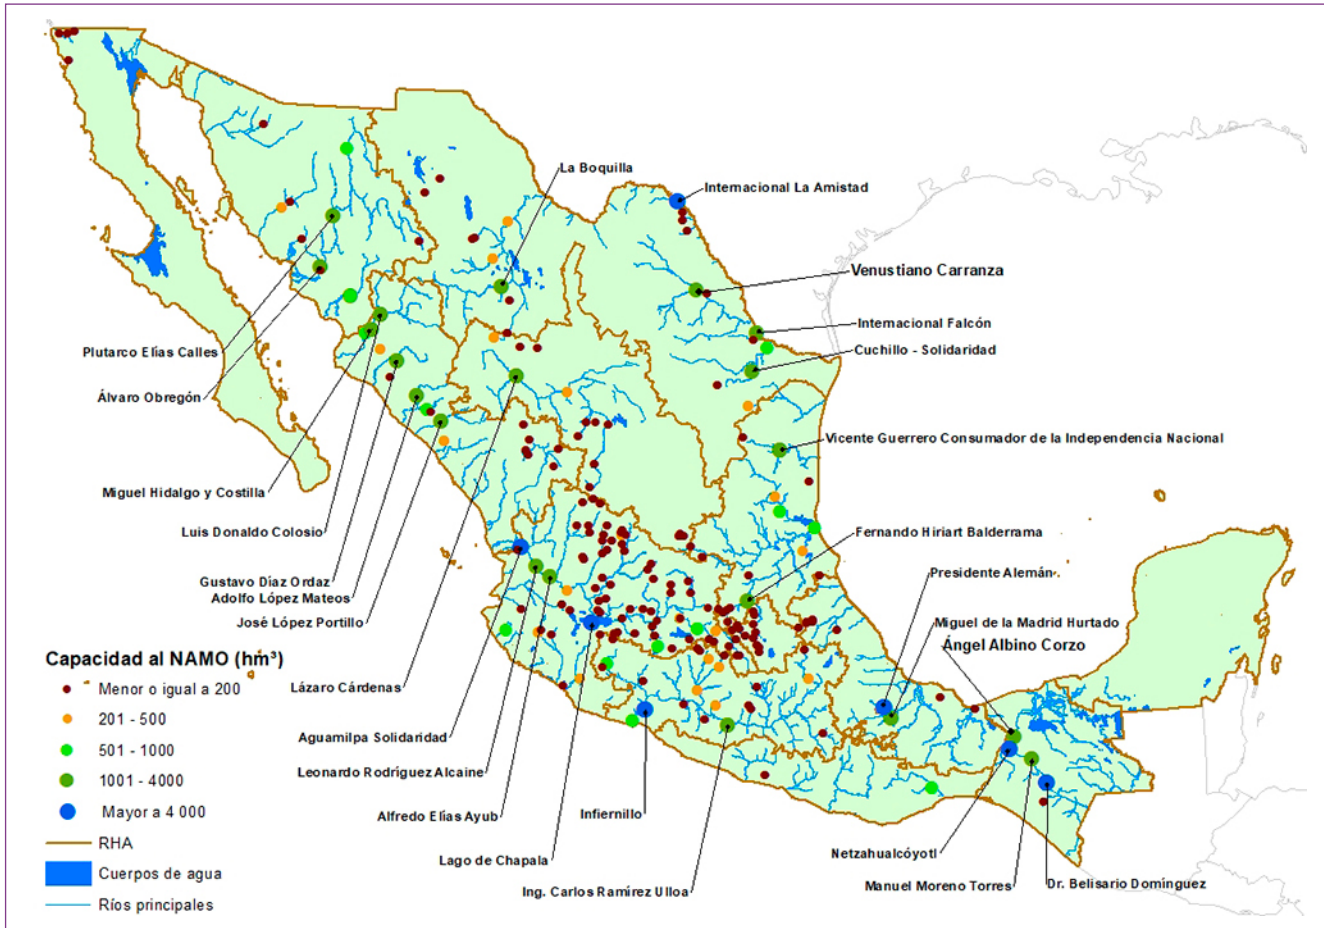 La Boquilla
Internacional La Amistad
Venustiano Carranza
Internacional Falcón
Cuchillo - Solidaridad
Plutarco Elías Calles
Álvaro Obregón
Vicente Guerrero Consumador de la Independencia Nacional
Miguel Hidalgo y Costilla
Luis Donaldo Colosio
Fernando Hiriart Balderrama
Presidente Alemán
Gustavo Díaz Ordaz
Adolfo López Mateos
José López Portillo
Miguel de la Madrid Hurtado
Ángel Albino Corzo
Capacidad al NAMO (hm³)
Menor o igual a 200
201 - 500
501 - 1000
1001 - 4000
Mayor a 4 000
RHA
Cuerpos de agua
Ríos principales
Lázaro Cárdenas
Aguamilpa Solidaridad
Leonardo Rodríguez Alcaine
Alfredo Elías Ayub
Infiernillo
Lago de Chapala
Ing. Carlos Ramírez Ulloa
Netzahualcóyotl
Manuel Moreno Torres
Dr. Belisario Domínguez